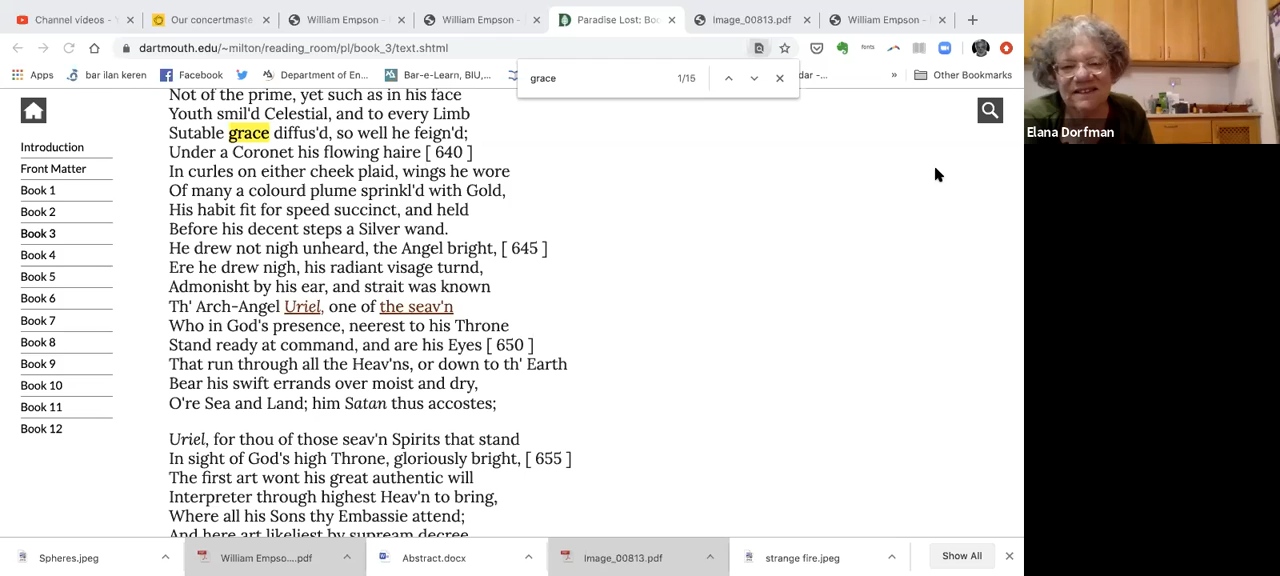 Channel videos - Y
Our concertmaste
William Empson -
William Empson -
Paradise Lost: Boo
Image_00813.pdf
William Empson -
dartmouth.edu/~milton/reading_room/pl/book_3/text.shtml
fonts
Apps
bar ilan keren
Facebook
Department of En...
Bar-e-Learn, BIU,...
dar -...
»
Other Bookmarks
grace
1/15
Elana Dorfman
Introduction
Front Matter
Book 1
Book 2
Book 3
Book 4
Book 5
Book 6
Book 7
Book 8
Book 9
Book 10
Book 11
Book 12
Not of the prime, yet such as in his face
Youth smil'd Celestial, and to every Limb
Sutable grace diffus'd, so well he feign'd;
Under a Coronet his flowing haire [ 640 ]
In curles on either cheek plaid, wings he wore
Of many a colourd plume sprinkl'd with Gold,
His habit fit for speed succinct, and held
Before his decent steps a Silver wand.
He drew not nigh unheard, the Angel bright, [ 645 ]
Ere he drew nigh, his radiant visage turnd,
Admonisht by his ear, and strait was known
Th' Arch-Angel Uriel, one of the seav'n
Who in God's presence, neerest to his Throne
Stand ready at command, and are his Eyes [ 650 ]
That run through all the Heav'ns, or down to th' Earth
Bear his swift errands over moist and dry,
O're Sea and Land; him Satan thus accostes;
Uriel, for thou of those seav'n Spirits that stand
In sight of God's high Throne, gloriously bright, [ 655 ]
The first art wont his great authentic will
Interpreter through highest Heav'n to bring,
Where all his Sons thy Embassie attend;
And here art likeliest by supream decree
Spheres.jpeg
William Empso....pdf
Abstract.docx
Image_00813.pdf
strange fire.jpeg
Show All